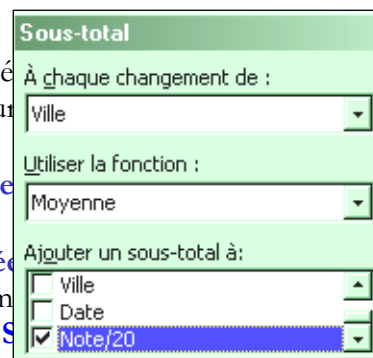 Sous-total
À chaque changement de :
Ville
Utiliser la fonction :
Moyenne
Ajouter un sous-total à:
Ville
Date
Note/20